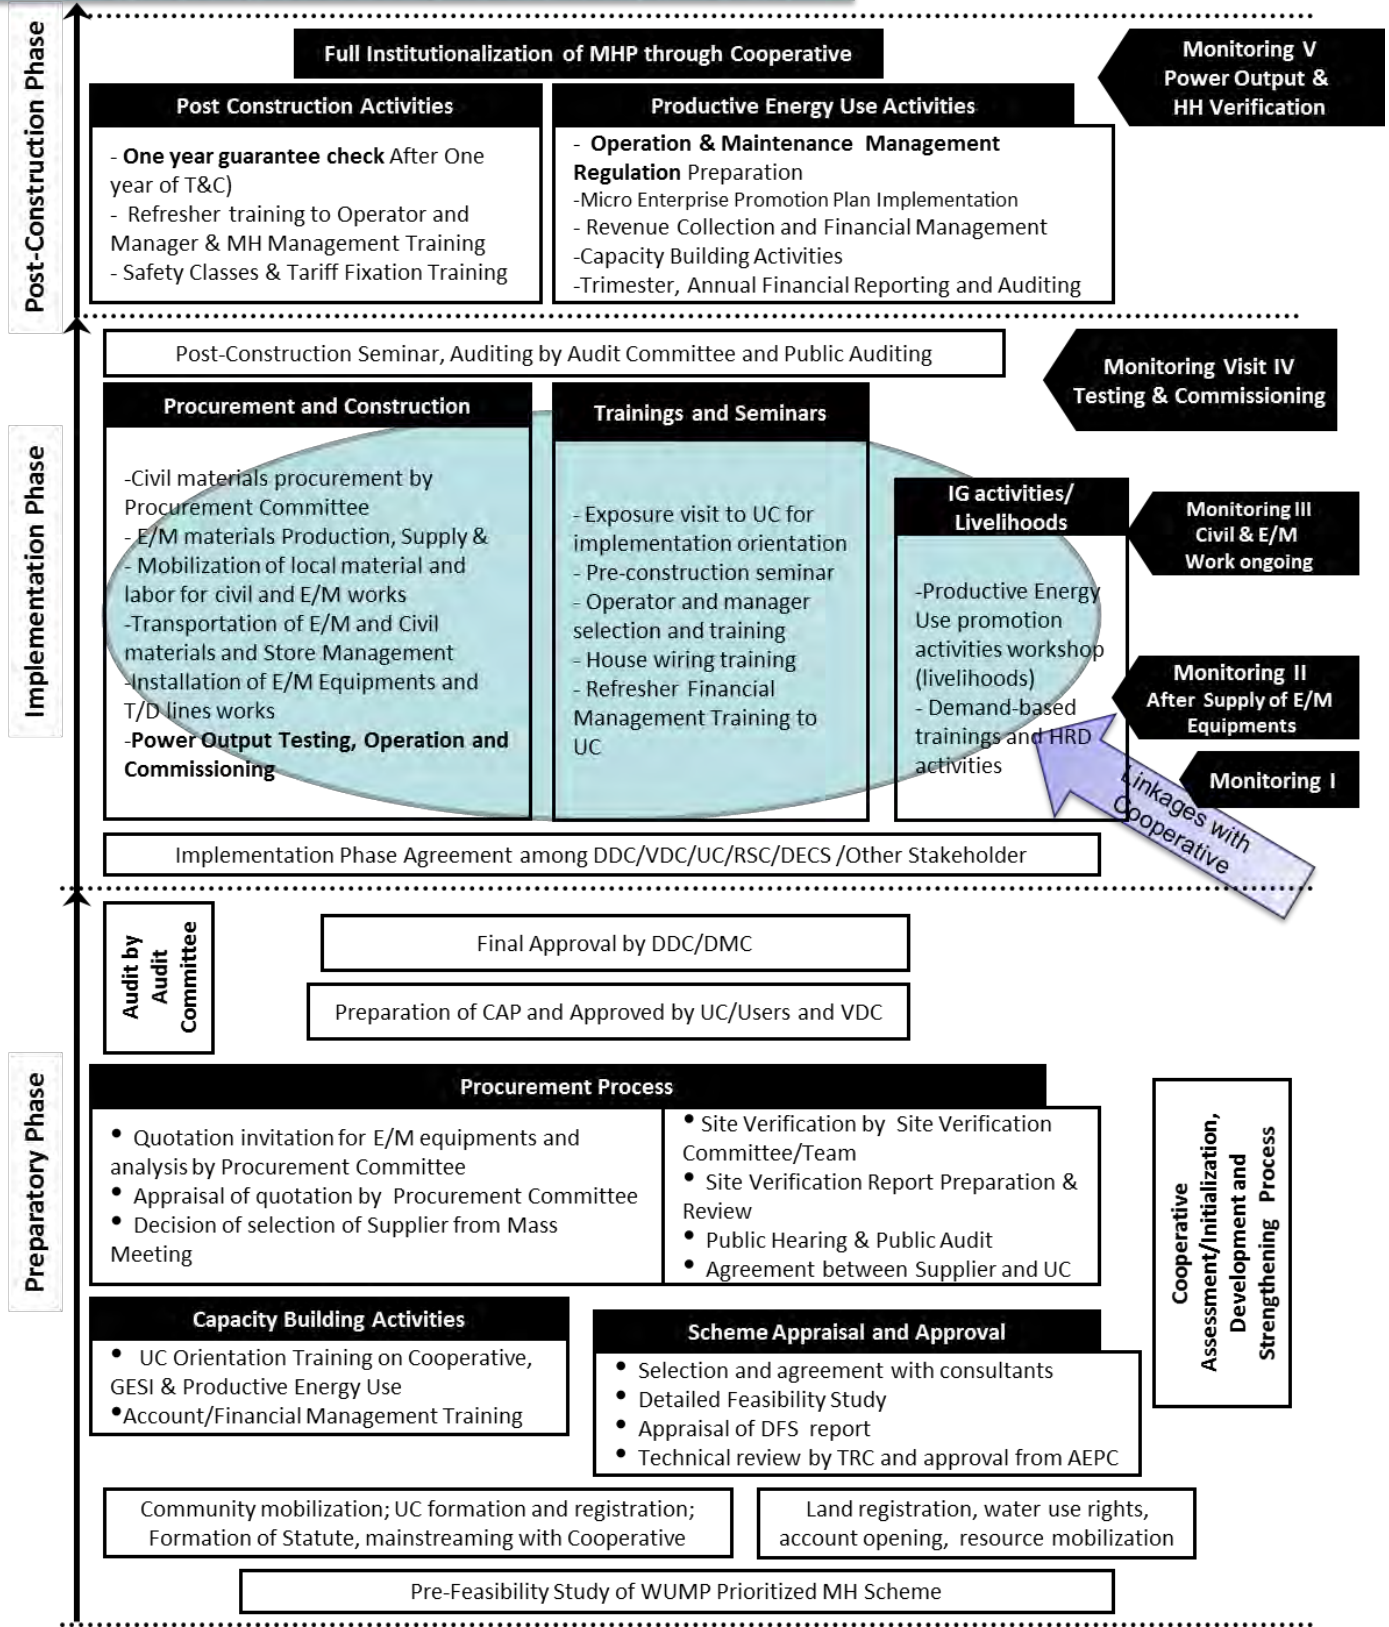 Post-Construction Phase
Full Institutionalization of MHP through Cooperative
Monitoring V
Power Output &
HH Verification
Post Construction Activities
- One year guarantee check After One
year of T&C)
- Refresher training to Operator and
Manager & MH Management Training
- Safety Classes & Tariff Fixation Training
Productive Energy Use Activities
- Operation & Maintenance Management
Regulation Preparation
-Micro Enterprise Promotion Plan Implementation
- Revenue Collection and Financial Management
-Capacity Building Activities
-Trimester, Annual Financial Reporting and Auditing
Implementation Phase
Post-Construction Seminar, Auditing by Audit Committee and Public Auditing
Monitoring Visit IV
Testing & Commissioning
Procurement and Construction
-Civil materials procurement by
Procurement Committee
- E/M materials Production, Supply &
- Mobilization of local material and
labor for civil and E/M works
-Transportation of E/M and Civil
materials and Store Management
-Installation of E/M Equipments and
T/D lines works
-Power Output Testing, Operation and
Commissioning
Trainings and Seminars
- Exposure visit to UC for
implementation orientation
- Pre-construction seminar
- Operator and manager
selection and training
- House wiring training
- Refresher Financial
Management Training to
UC
IG activities/
Livelihoods
-Productive Energy
Use promotion
activities workshop
(livelihoods)
- Demand-based
trainings and HRD
activities
Monitoring III
Civil & E/M
Work ongoing
Monitoring II
After Supply of E/M
Equipments
Monitoring I
Linkages with
Cooperative
Implementation Phase Agreement among DDC/VDC/UC/RSC/DECS /Other Stakeholder
Preparatory Phase
Audit by
Audit
Committee
Final Approval by DDC/DMC
Preparation of CAP and Approved by UC/Users and VDC
Procurement Process
• Quotation invitation for E/M equipments and
analysis by Procurement Committee
• Appraisal of quotation by Procurement Committee
• Decision of selection of Supplier from Mass
Meeting
• Site Verification by Site Verification
Committee/Team
• Site Verification Report Preparation &
Review
• Public Hearing & Public Audit
• Agreement between Supplier and UC
Cooperative
Assessment/Initialization,
Development and
Strengthening Process
Capacity Building Activities
• UC Orientation Training on Cooperative,
GESI & Productive Energy Use
•Account/Financial Management Training
Scheme Appraisal and Approval
• Selection and agreement with consultants
• Detailed Feasibility Study
• Appraisal of DFS report
• Technical review by TRC and approval from AEPC
Community mobilization; UC formation and registration;
Formation of Statute, mainstreaming with Cooperative
Land registration, water use rights,
account opening, resource mobilization
Pre-Feasibility Study of WUMP Prioritized MH Scheme